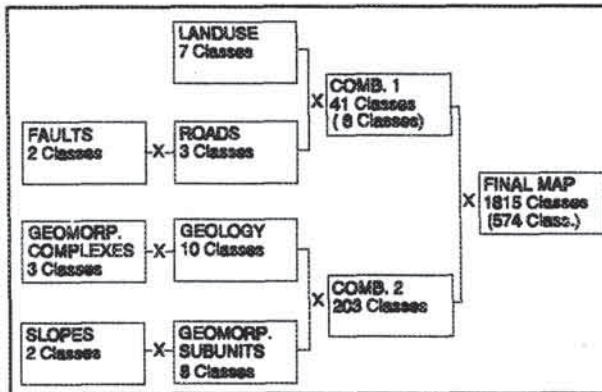 LANDUSE
7 Classes
FAULTS
2 Classes
X
ROADS
3 Classes
X
COMB. 1
41 Classes
( 8 Classes)
GEOMORP.
COMPLEXES
3 Classes
X
GEOLOGY
10 Classes
SLOPES
2 Classes
X
GEOMORP.
SUBUNITS
8 Classes
X
COMB. 2
203 Classes
X
FINAL MAP
1815 Classes
(574 Class.)